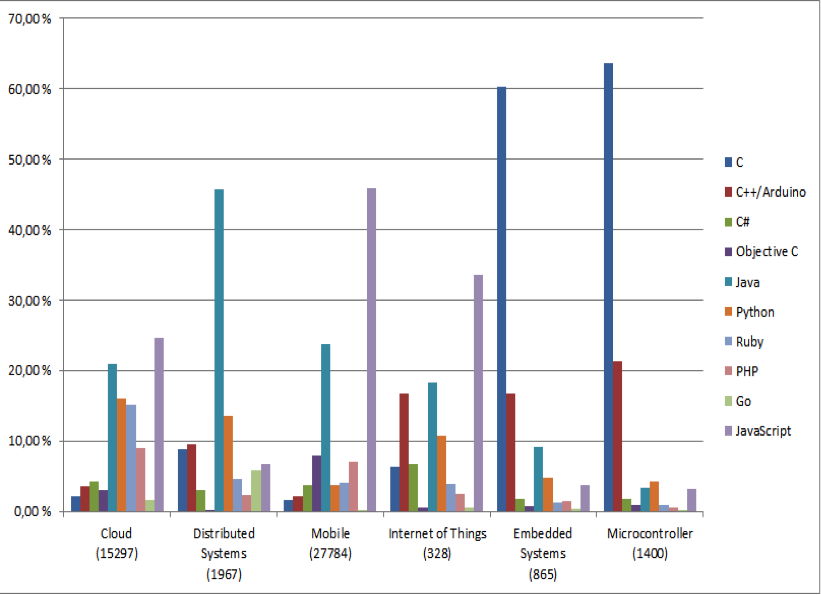 70,00 %
60,00 %
50,00 %
40,00 %
30,00 %
20,00 %
10,00 %
0,00 %
Cloud
(15297)
Distributed
Systems
(1967)
Mobile
(27784)
Internet of Things
(328)
Embedded
Systems
(865)
Microcontroller
(1400)
C
C++/Arduino
C#
Objective C
Java
Python
Ruby
PHP
Go
JavaScript